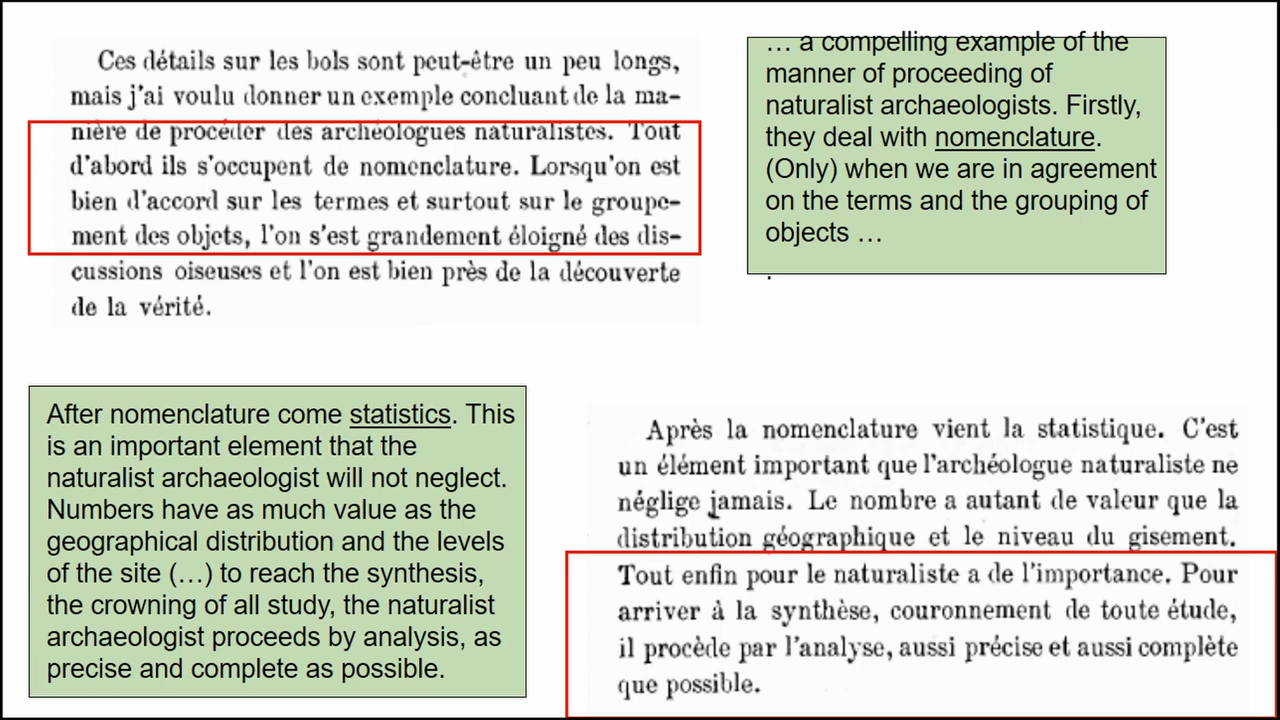 Ces détails sur les bols sont peut-être un peu longs,
mais j'ai voulu donner un exemple concluant de la ma-
nière de procéder des archéologues naturalistes. Tout
d'abord ils s'occupent de nomenclature. Lorsqu'on est
bien d'accord sur les termes et surtout sur le groupe-
ment des objets, l'on s'est grandement éloigné des dis-
cussions oiseuses et l'on est bien près de la découverte
de la vérité.
… a compelling example of the
manner of proceeding of
naturalist archaeologists. Firstly,
they deal with nomenclature.
(Only) when we are in agreement
on the terms and the grouping of
objects …
.
After nomenclature come statistics. This
is an important element that the
naturalist archaeologist will not neglect.
Numbers have as much value as the
geographical distribution and the levels
of the site (…) to reach the synthesis,
the crowning of all study, the naturalist
archaeologist proceeds by analysis, as
precise and complete as possible.
Après la nomenclature vient la statistique. C'est
un élément important que l'archéologue naturaliste ne
néglige jamais. Le nombre a autant de valeur que la
distribution géographique et le niveau du gisement.
Tout enfin pour le naturaliste a de l'importance. Pour
arriver à la synthèse, couronnement de toute étude,
il procède par l'analyse, aussi précise et aussi complète
que possible.